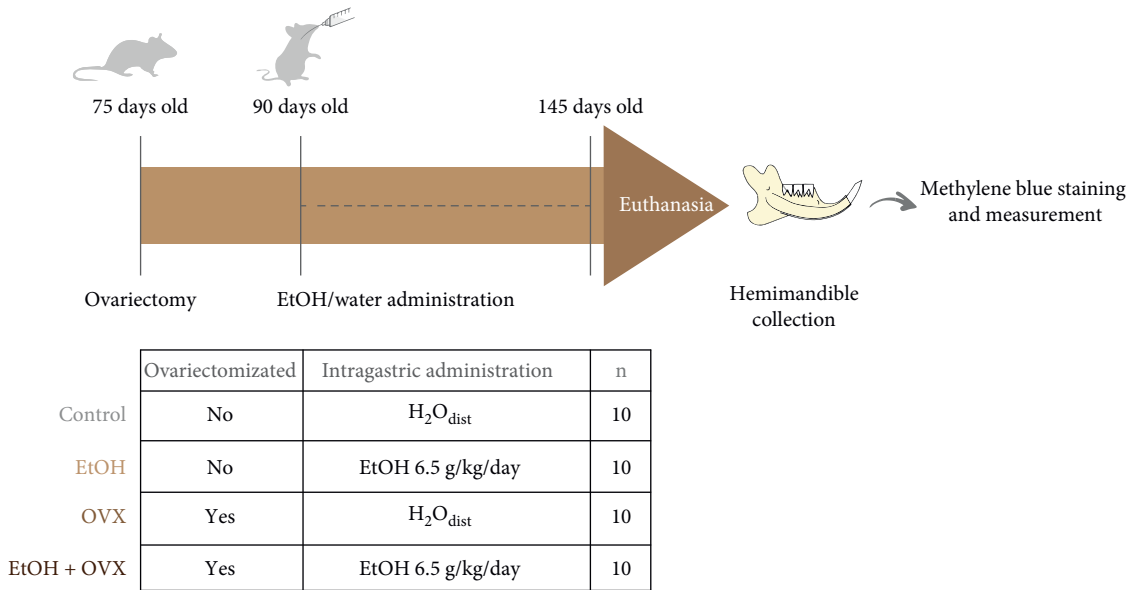 75 days old 90 days old 145 days old
Euthanasia
Methylene blue staining
and measurement
Ovariectomy EtOH/water administration
Hemimandible
collection
Ovariectomizated Intragastric administration n
Control No H₂O_dist 10
EtOH No EtOH 6.5 g/kg/day 10
OVX Yes H₂O_dist 10
EtOH + OVX Yes EtOH 6.5 g/kg/day 10